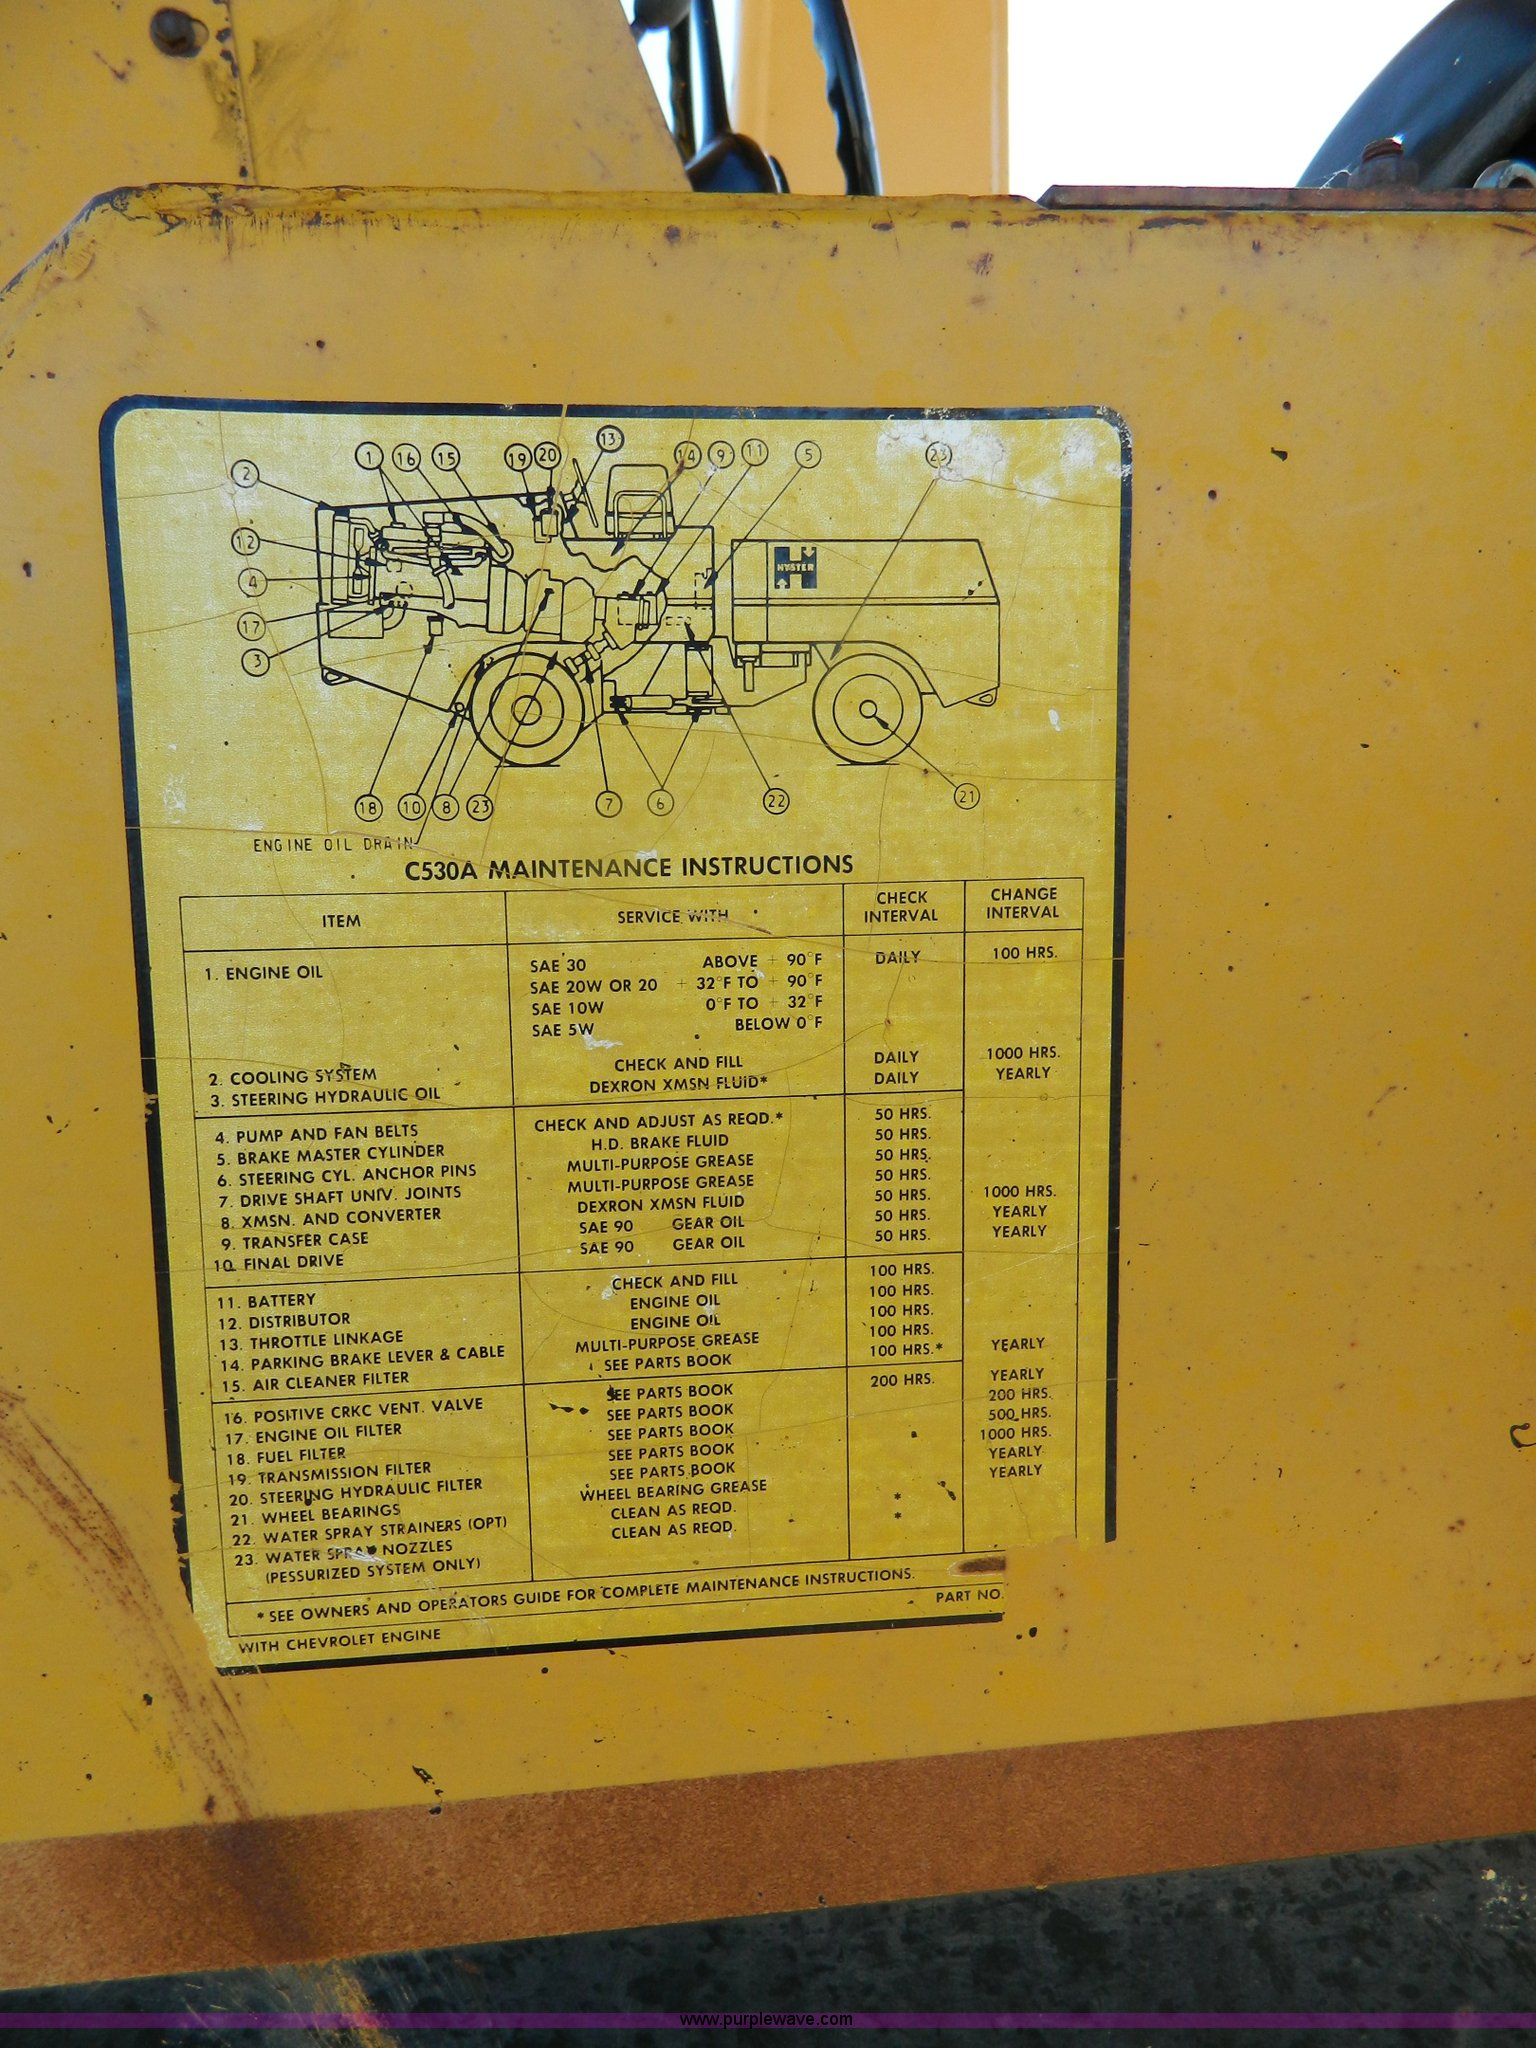 2
1
16
15
19
20
13
14
9
11
5
23
12
4
17
3
HYSTER
18
10
8
23
7
6
22
21
ENGINE OIL DRAIN
C530A MAINTENANCE INSTRUCTIONS
ITEM SERVICE WITH CHECK INTERVAL CHANGE INTERVAL
1. ENGINE OIL SAE 30 ABOVE + 90°F DAILY 100 HRS.
SAE 20W OR 20 + 32°F TO + 90°F
SAE 10W 0°F TO + 32°F
SAE 5W BELOW 0°F
2. COOLING SYSTEM CHECK AND FILL DAILY 1000 HRS.
3. STEERING HYDRAULIC OIL DEXRON XMSN FLUID* DAILY YEARLY
4. PUMP AND FAN BELTS CHECK AND ADJUST AS REQD.* 50 HRS.
5. BRAKE MASTER CYLINDER H.D. BRAKE FLUID 50 HRS.
6. STEERING CYL. ANCHOR PINS MULTI-PURPOSE GREASE 50 HRS.
7. DRIVE SHAFT UNIV. JOINTS MULTI-PURPOSE GREASE 50 HRS.
8. XMSN. AND CONVERTER DEXRON XMSN FLUID 50 HRS. 1000 HRS.
9. TRANSFER CASE SAE 90 GEAR OIL 50 HRS. YEARLY
10. FINAL DRIVE SAE 90 GEAR OIL 50 HRS. YEARLY
11. BATTERY CHECK AND FILL 100 HRS.
12. DISTRIBUTOR ENGINE OIL 100 HRS.
13. THROTTLE LINKAGE ENGINE OIL 100 HRS.
14. PARKING BRAKE LEVER & CABLE MULTI-PURPOSE GREASE 100 HRS.
15. AIR CLEANER FILTER SEE PARTS BOOK 100 HRS.* YEARLY
16. POSITIVE CRKC VENT. VALVE SEE PARTS BOOK 200 HRS. YEARLY
17. ENGINE OIL FILTER SEE PARTS BOOK 200 HRS.
18. FUEL FILTER SEE PARTS BOOK 500 HRS.
19. TRANSMISSION FILTER SEE PARTS BOOK 1000 HRS.
20. STEERING HYDRAULIC FILTER SEE PARTS BOOK YEARLY
21. WHEEL BEARINGS WHEEL BEARING GREASE YEARLY
22. WATER SPRAY STRAINERS (OPT) CLEAN AS REQD. *
23. WATER SPRAY NOZZLES CLEAN AS REQD. *
(PESSURIZED SYSTEM ONLY)
*SEE OWNERS AND OPERATORS GUIDE FOR COMPLETE MAINTENANCE INSTRUCTIONS.
WITH CHEVROLET ENGINE PART NO.
www.purplewave.com